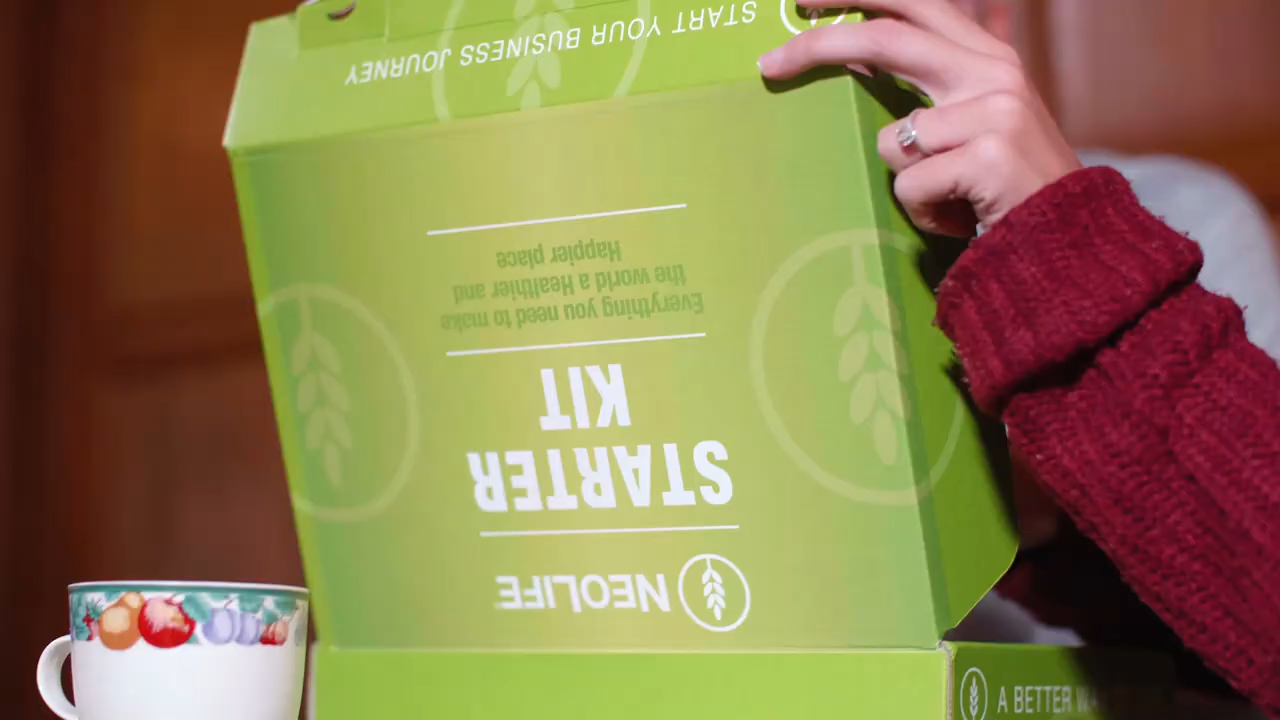 START YOUR BUSINESS JOURNEY
NEOLIFE
STARTER
KIT
Everything you need to make
the world a Healthier and
Happier place
A BETTER